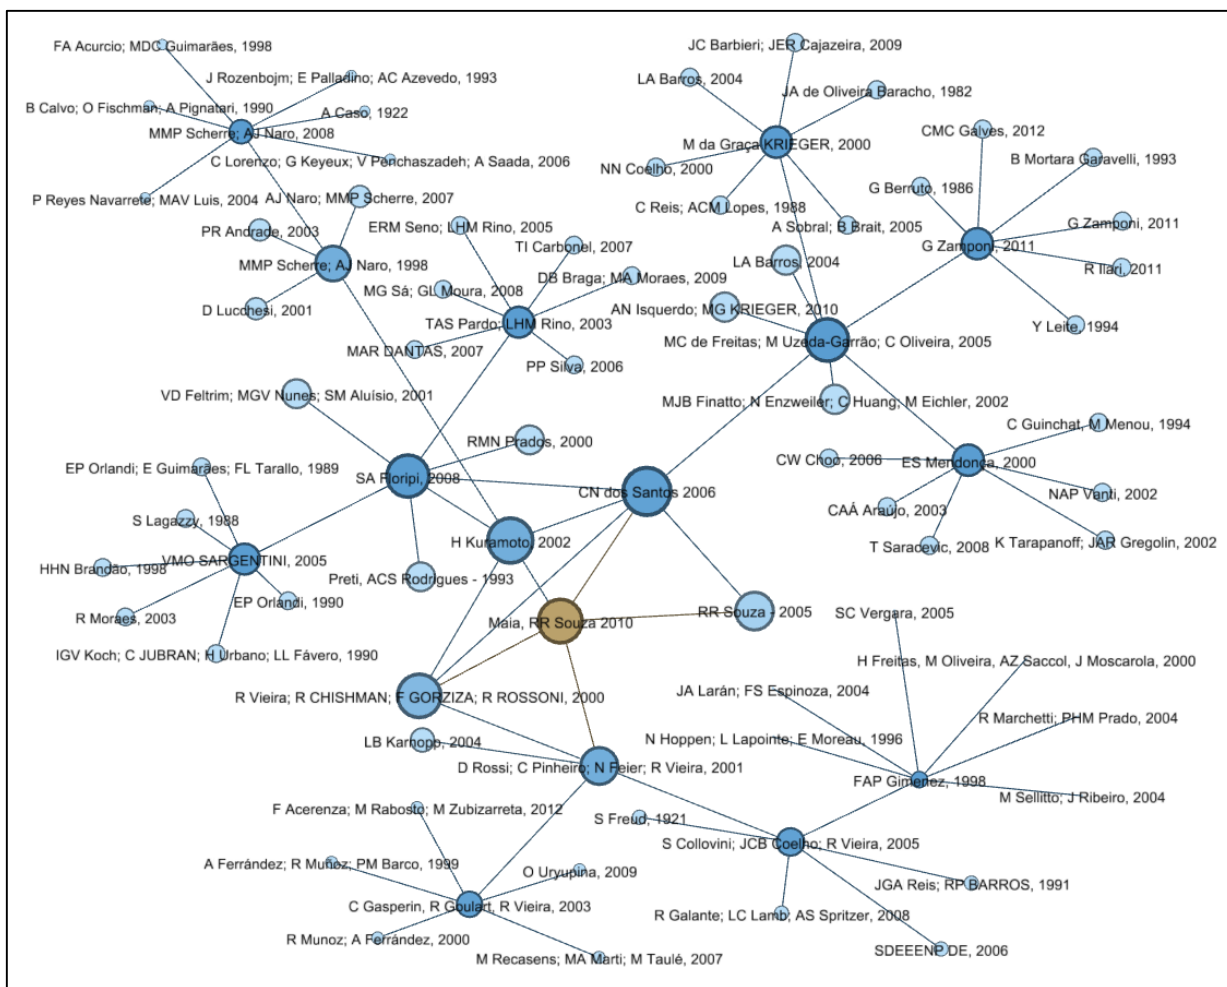 FA Acurcio; MDC Guimarães, 1998
JC Barbieri; JER Cajazeira, 2009
J Rozenbojm; E Palladino; AC Azevedo, 1993
LA Barros, 2004
JA de Oliveira Baracho, 1982
B Calvo; O Fischman; A Pignatari, 1990
A Caso, 1922
MMP Scherre; AJ Naro, 2008
M da Graça KRIEGER, 2000
CMC Galves, 2012
C Lorenzo; G Keyeux; V Penchaszadeh; A Saada, 2006
NN Coelho, 2000
B Mortara Garavelli, 1993
G Berruto, 1986
P Reyes Navarrete; MAV Luis, 2004
AJ Naro; MMP Scherre, 2007
C Reis; ACM Lopes, 1988
A Sobral; B Brait, 2005
G Zamponi, 2011
PR Andrade, 2003
ERM Seno; LHM Rino, 2005
TI Carbonel, 2007
G Zamponi, 2011
MMP Scherre; AJ Naro, 1998
LA Barros, 2004
R Ilari, 2011
DB Braga; MA Moraes, 2009
MG Sá; GL Moura, 2008
D Lucchesi, 2001
AN Isquerdo; MG KRIEGER, 2010
TAS Pardo; LHM Rino, 2003
Y Leite, 1994
MC de Freitas; M Uzeda-Garrão; C Oliveira, 2005
MAR DANTAS, 2007
PP Silva, 2006
VD Feltrim; MGV Nunes; SM Aluísio, 2001
MJB Finatto; N Enzweiler; C Huang, M Eichler, 2002
C Guinchat, M Menou, 1994
RMN Prados, 2000
EP Orlandi; E Guimarães; FL Tarallo, 1989
SA Floripi, 2008
CW Choo, 2006
ES Mendonça, 2000
CN dos Santos 2006
NAP Vanti, 2002
CAÁ Araújo, 2003
S Lagazzy, 1988
H Kuramoto, 2002
T Saracevic, 2008
K Tarapanoff; JAR Gregolin, 2002
VMO SARGENTINI, 2005
HHN Brandão, 1998
Preti, ACS Rodrigues - 1993
EP Orlandi, 1990
R Moraes, 2003
Maia, RR Souza 2010
RR Souza - 2005
SC Vergara, 2005
IGV Koch; C JUBRAN; H Urbano; LL Fávero, 1990
H Freitas, M Oliveira, AZ Saccol, J Moscarola, 2000
R Vieira; R CHISHMAN; F GORZIZA; R ROSSONI, 2000
JA Larán; FS Espinoza, 2004
R Marchetti; PHM Prado, 2004
LB Karnopp, 2004
N Hoppen; L Lapointe; E Moreau, 1996
D Rossi; C Pinheiro; N Feier; R Vieira, 2001
FAP Gimenez, 1998
M Sellitto; J Ribeiro, 2004
F Acerenza; M Rabosto; M Zubizarreta, 2012
S Freud, 1921
S Collovini; JCB Coelho; R Vieira, 2005
A Ferrández; R Muñoz; PM Barco, 1999
O Uryupina, 2009
JGA Reis; RP BARROS, 1991
C Gasperin, R Goulart, R Vieira, 2003
R Galante; LC Lamb; AS Spritzer, 2008
R Munoz; A Ferrández, 2000
SDEEENP DE, 2006
M Recasens; MA Marti; M Taulé, 2007